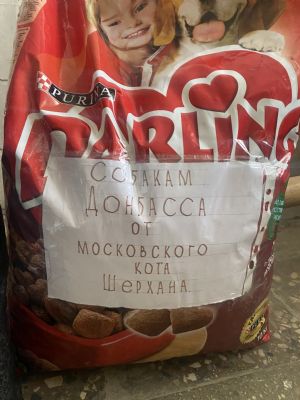 PURINA
DARLING
СОБАКАМ
ДОНБАССА
ОТ
МОСКОВСКОГО
КОТА
ШЕРХАНА